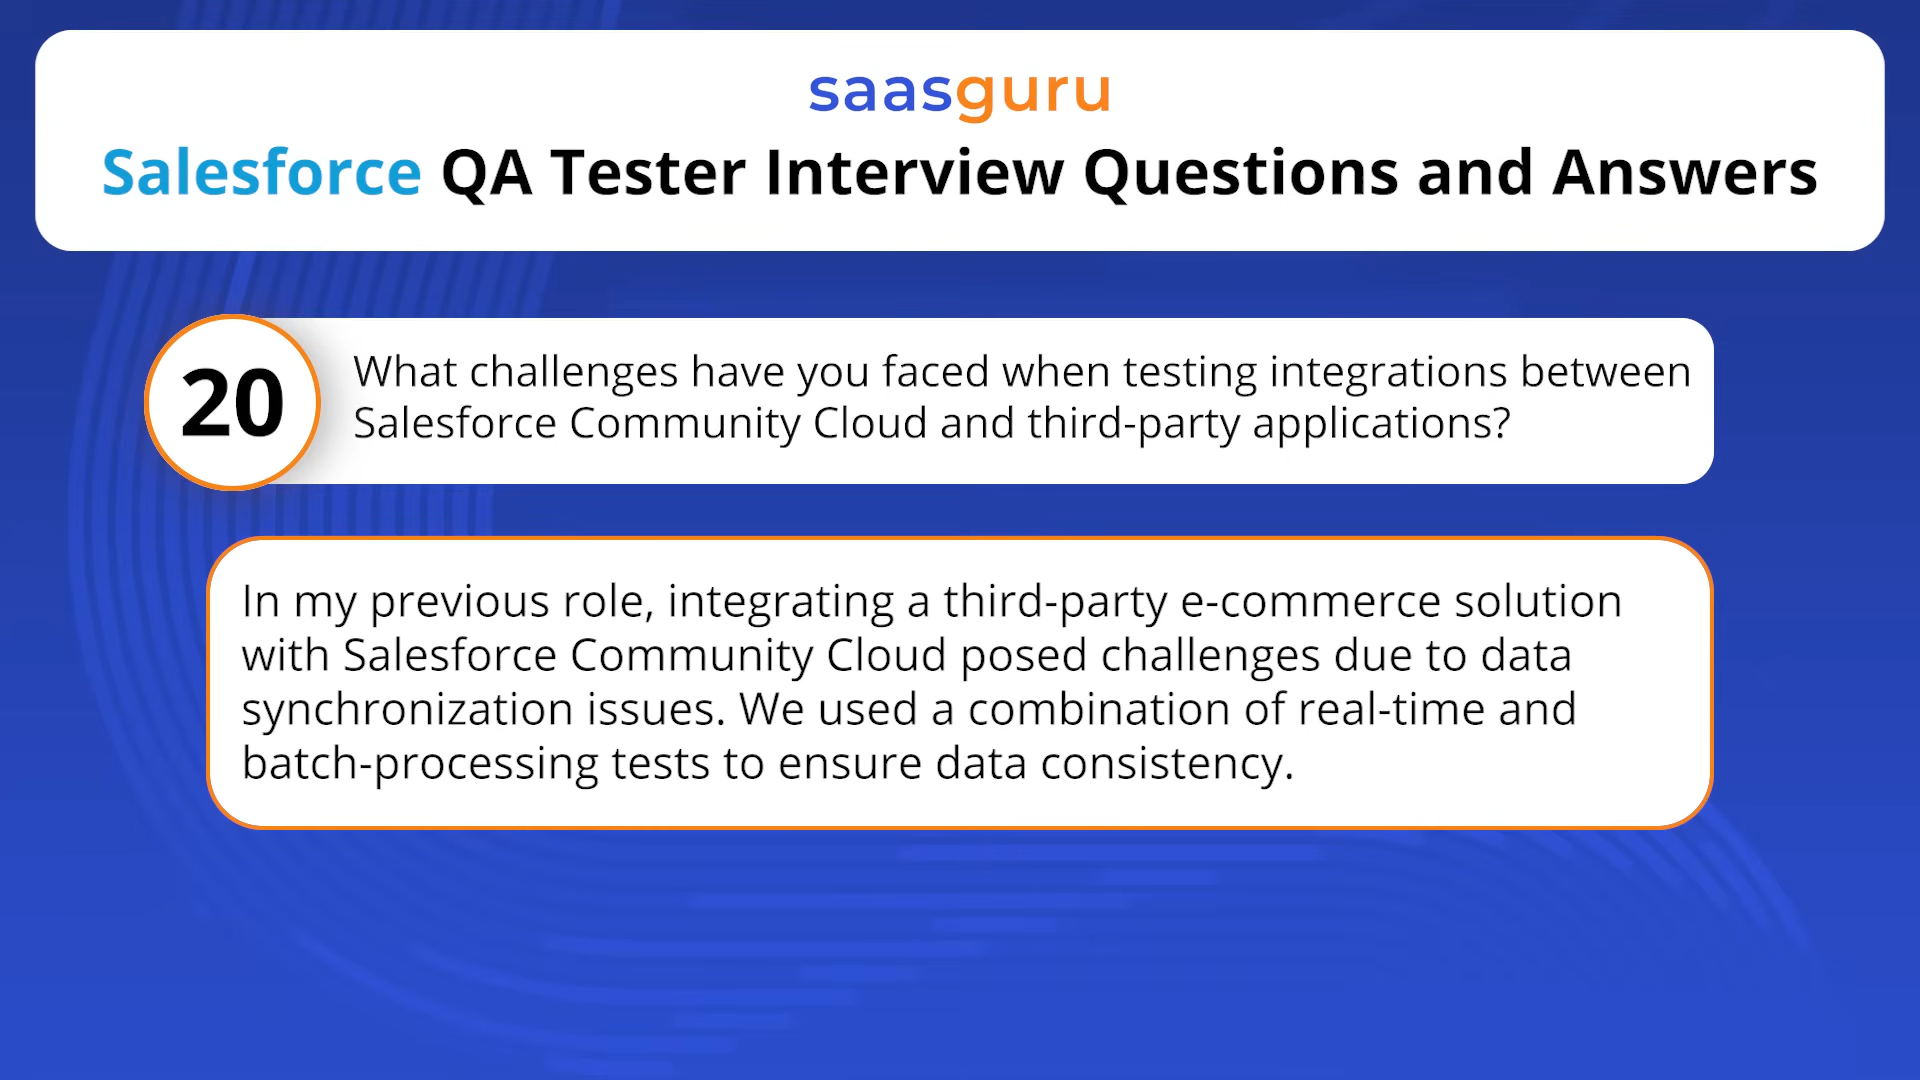 saasguru
Salesforce QA Tester Interview Questions and Answers
20
What challenges have you faced when testing integrations between
Salesforce Community Cloud and third-party applications?
In my previous role, integrating a third-party e-commerce solution
with Salesforce Community Cloud posed challenges due to data
synchronization issues. We used a combination of real-time and
batch-processing tests to ensure data consistency.